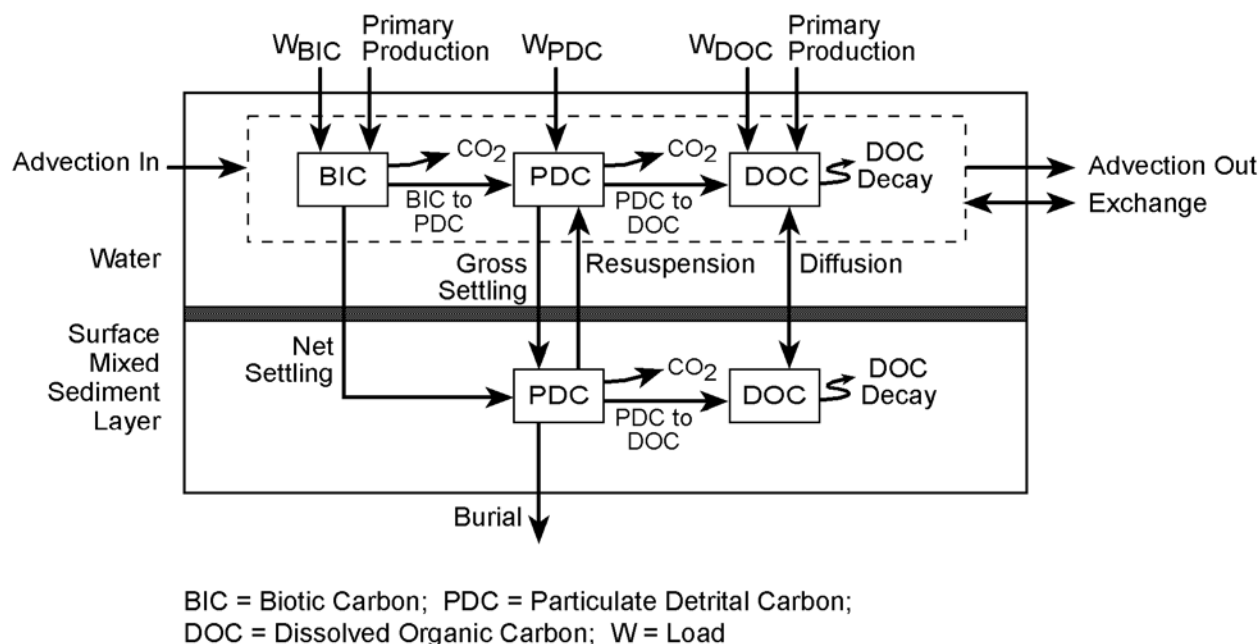 W_BIC
Primary
Production
W_PDC
W_DOC
Primary
Production
Advection In
BIC
CO2
BIC to
PDC
PDC
CO2
PDC to
DOC
DOC
DOC
Decay
Advection Out
Exchange
Water
Gross
Settling
Resuspension
Diffusion
Surface
Mixed
Sediment
Layer
Net
Settling
PDC
CO2
PDC to
DOC
DOC
DOC
Decay
Burial
BIC = Biotic Carbon; PDC = Particulate Detrital Carbon;
DOC = Dissolved Organic Carbon; W = Load